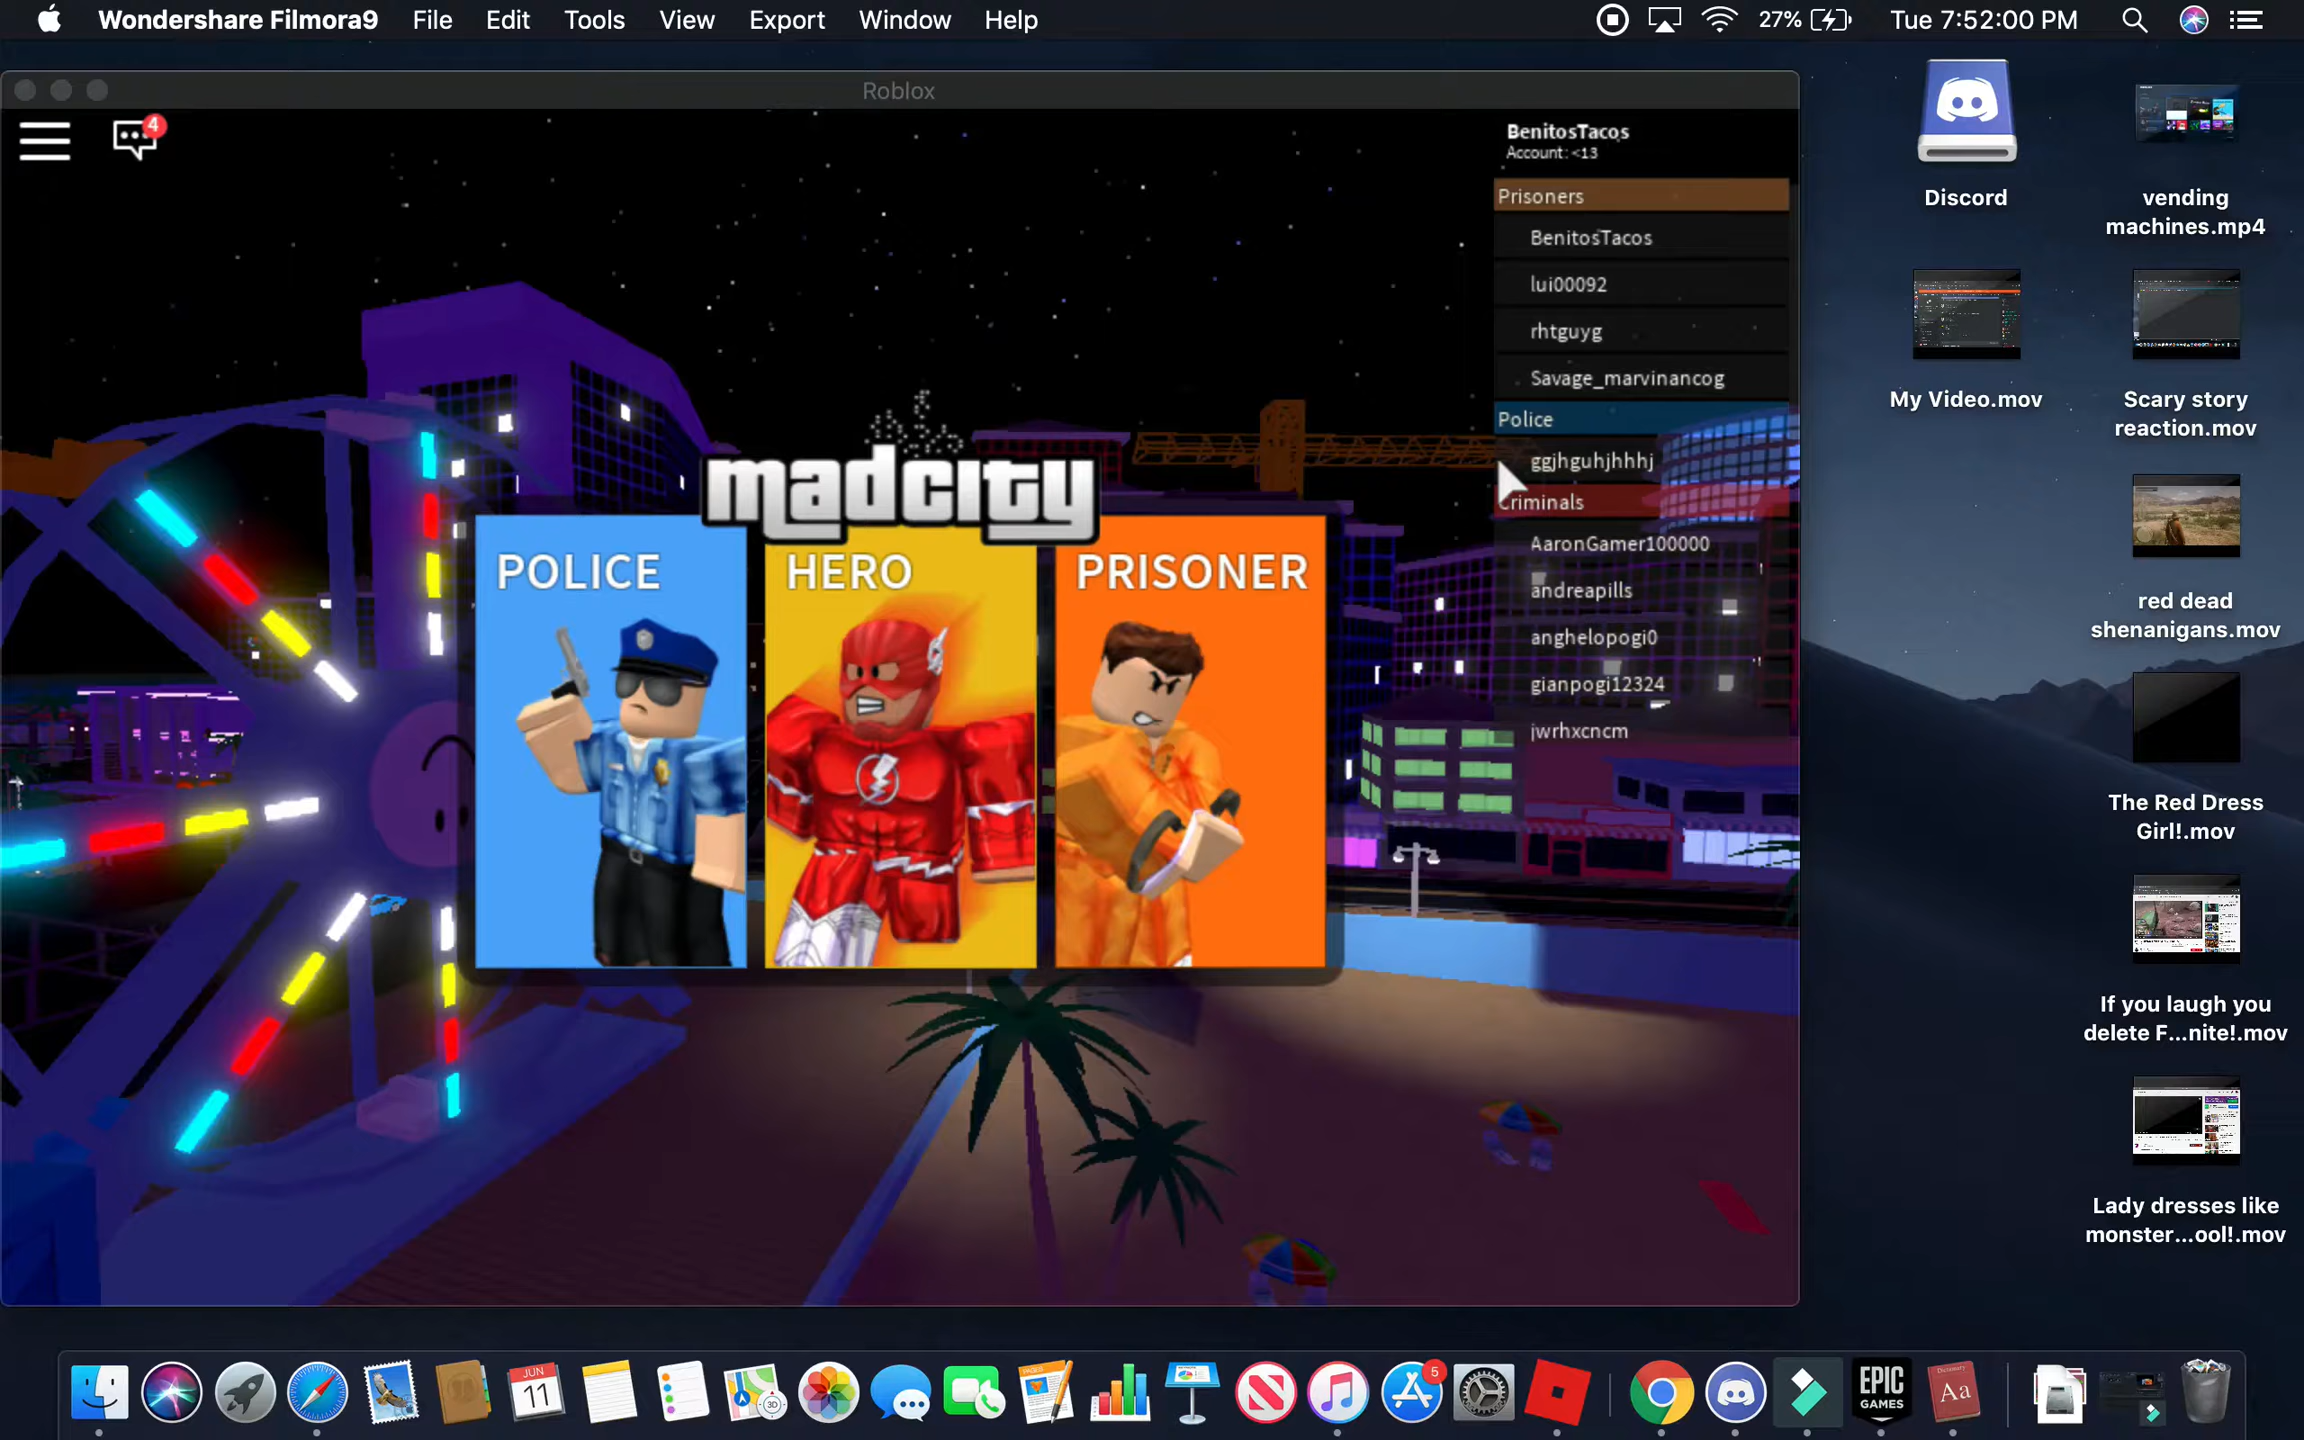 Wondershare Filmora9 File Edit Tools View Export Window Help 27% Tue 7:52:00 PM
Roblox
4
BenitosTacos
Account: <13
Prisoners
BenitosTacos
lui00092
rhtguyg
Savage_marvinancog
Police
ggjhguhjhhhj
Criminals
AaronGamer100000
andreapills
anghelopogi0
gianpogi12324
jwrhxcncm
madcity
POLICE
HERO
PRISONER
Discord
vending
machines.mp4
My Video.mov
Scary story
reaction.mov
red dead
shenanigans.mov
The Red Dress
Girl!.mov
If you laugh you
delete F...nite!.mov
Lady dresses like
monster...ool!.mov
JUN
11
3D
PAGES
5
EPIC
GAMES
Dictionary
Aa